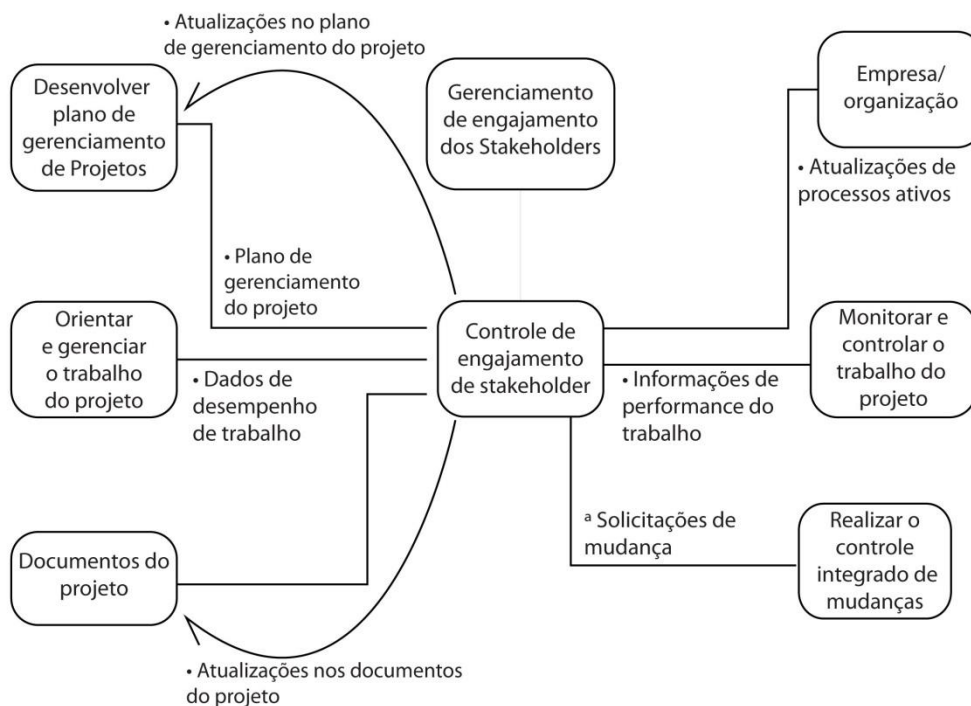 • Atualizações no plano
de gerenciamento do projeto
Desenvolver
plano de
gerenciamento
de Projetos
Gerenciamento
de engajamento
dos Stakeholders
Empresa/
organização
• Atualizações de
processos ativos
• Plano de
gerenciamento
do projeto
Orientar
e gerenciar
o trabalho
do projeto
• Dados de
desempenho
de trabalho
Controle de
engajamento
de stakeholder
• Informações de
performance do
trabalho
Monitorar e
controlar o
trabalho do
projeto
ª Solicitações de
mudança
Realizar o
controle
integrado de
mudanças
Documentos do
projeto
• Atualizações nos documentos
do projeto